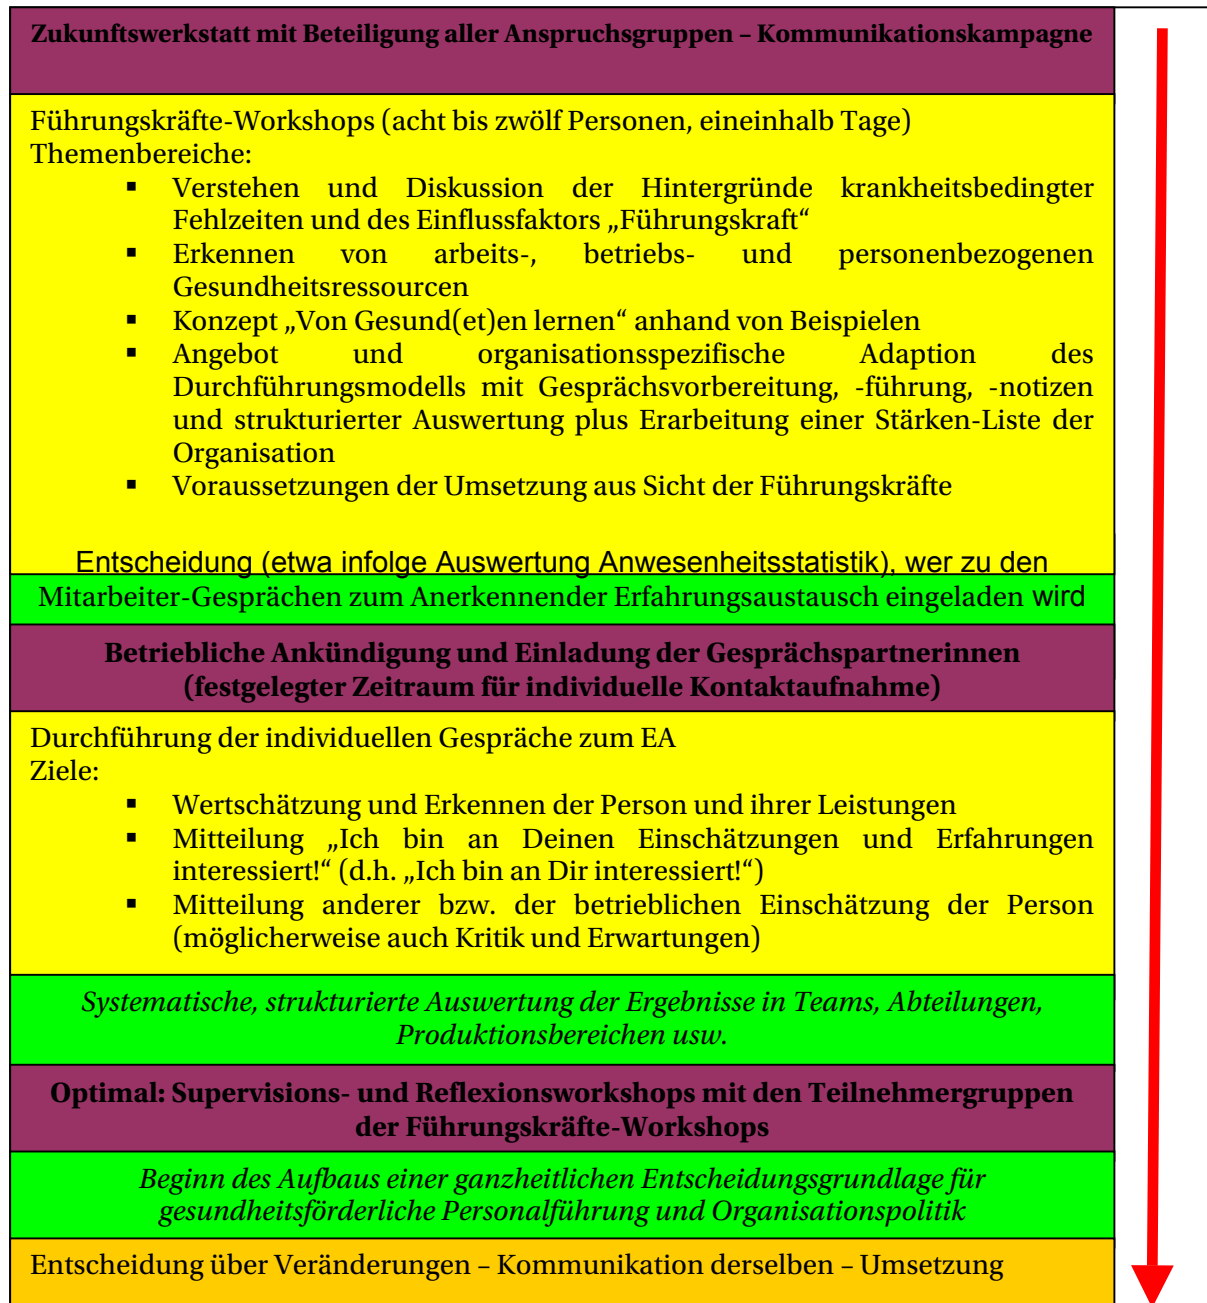 Zukunftswerkstatt mit Beteiligung aller Anspruchsgruppen – Kommunikationskampagne
Führungskräfte-Workshops (acht bis zwölf Personen, eineinhalb Tage)
Themenbereiche:
▪ Verstehen und Diskussion der Hintergründe krankheitsbedingter
Fehlzeiten und des Einflussfaktors „Führungskraft“
▪ Erkennen von arbeits-, betriebs- und personenbezogenen
Gesundheitsressourcen
▪ Konzept „Von Gesund(et)en lernen“ anhand von Beispielen
▪ Angebot und organisationsspezifische Adaption des
Durchführungsmodells mit Gesprächsvorbereitung, -führung, -notizen
und strukturierter Auswertung plus Erarbeitung einer Stärken-Liste der
Organisation
▪ Voraussetzungen der Umsetzung aus Sicht der Führungskräfte
Entscheidung (etwa infolge Auswertung Anwesenheitsstatistik), wer zu den
Mitarbeiter-Gesprächen zum Anerkennender Erfahrungsaustausch eingeladen wird
Betriebliche Ankündigung und Einladung der Gesprächspartnerinnen
(festgelegter Zeitraum für individuelle Kontaktaufnahme)
Durchführung der individuellen Gespräche zum EA
Ziele:
▪ Wertschätzung und Erkennen der Person und ihrer Leistungen
▪ Mitteilung „Ich bin an Deinen Einschätzungen und Erfahrungen
interessiert!“ (d.h. „Ich bin an Dir interessiert!“)
▪ Mitteilung anderer bzw. der betrieblichen Einschätzung der Person
(möglicherweise auch Kritik und Erwartungen)
Systematische, strukturierte Auswertung der Ergebnisse in Teams, Abteilungen,
Produktionsbereichen usw.
Optimal: Supervisions- und Reflexionsworkshops mit den Teilnehmergruppen
der Führungskräfte-Workshops
Beginn des Aufbaus einer ganzheitlichen Entscheidungsgrundlage für
gesundheitsförderliche Personalführung und Organisationspolitik
Entscheidung über Veränderungen – Kommunikation derselben – Umsetzung